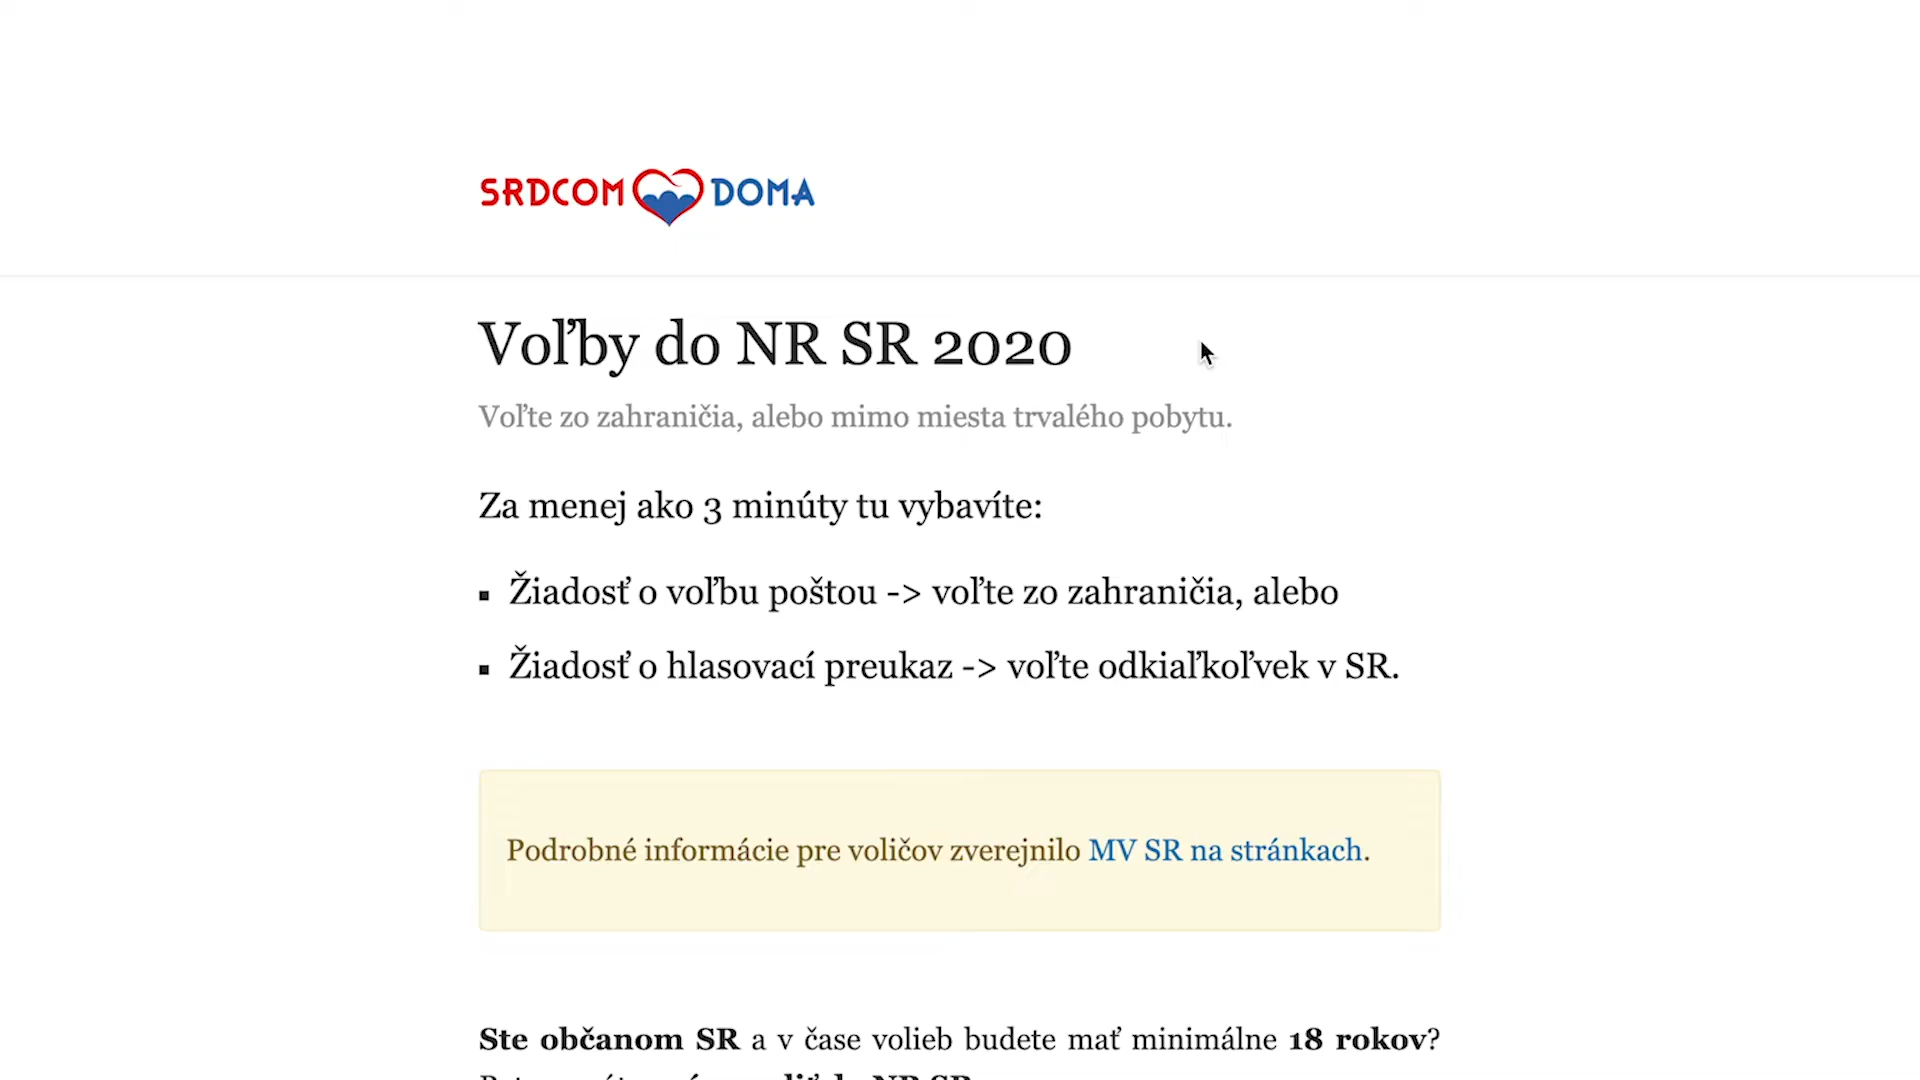 SRDCOM DOMA
Voľby do NR SR 2020
Voľte zo zahraničia, alebo mimo miesta trvalého pobytu.
Za menej ako 3 minúty tu vybavíte:
▪ Žiadosť o voľbu poštou -> voľte zo zahraničia, alebo
▪ Žiadosť o hlasovací preukaz -> voľte odkiaľkoľvek v SR.
Podrobné informácie pre voličov zverejnilo MV SR na stránkach.
Ste občanom SR a v čase volieb budete mať minimálne 18 rokov?